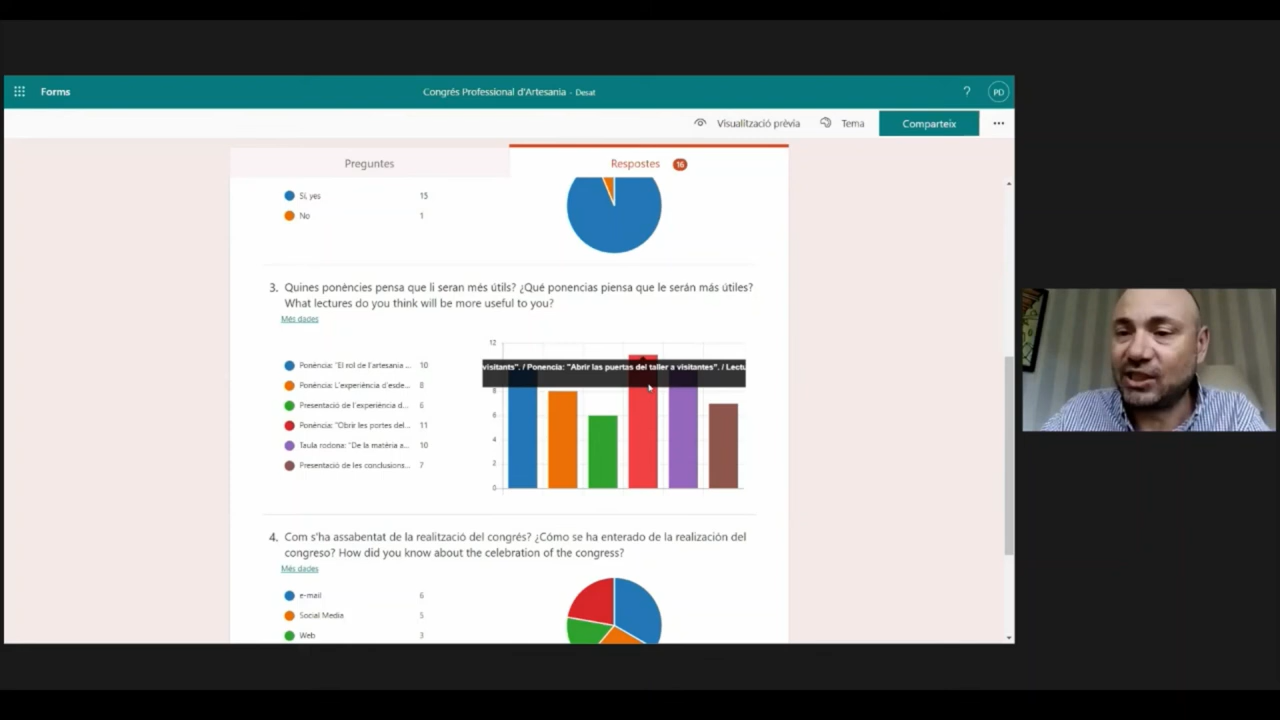 Forms
Congrés Professional d'Artesania - Desat
?
PD
Visualització prèvia
Tema
Comparteix
Preguntes
Respostes
16
Sí, yes 15
No 1
3. Quines ponències pensa que li seran més útils? ¿Qué ponencias piensa que le serán más útiles?
What lectures do you think will be more useful to you?
Més dades
Ponència: "El rol de l'artesania ... 10
Ponència: L'experiència d'esde... 8
Presentació de l'experiència d... 6
Ponència: "Obrir les portes del... 11
Taula rodona: "De la matèria a... 10
Presentació de les conclusions... 7
12
visitants". / Ponencia: "Abrir las puertas del taller a visitantes". / Lectu
8
6
4
2
0
4. Com s'ha assabentat de la realització del congrés? ¿Cómo se ha enterado de la realización del
congreso? How did you know about the celebration of the congress?
Més dades
e-mail 6
Social Media 5
Web 3